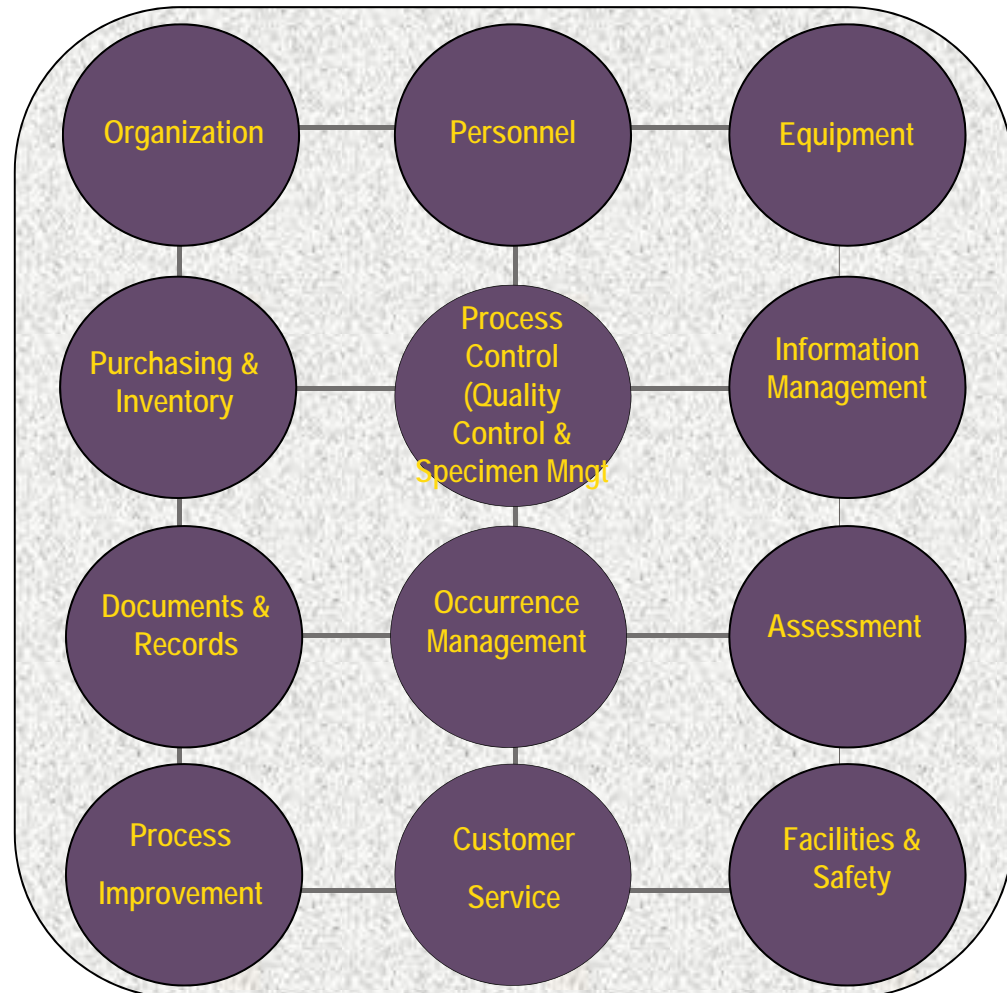 Organization
Personnel
Equipment
Purchasing &
Inventory
Process
Control
(Quality
Control &
Specimen Mngt
Information
Management
Documents &
Records
Occurrence
Management
Assessment
Process
Improvement
Customer
Service
Facilities &
Safety